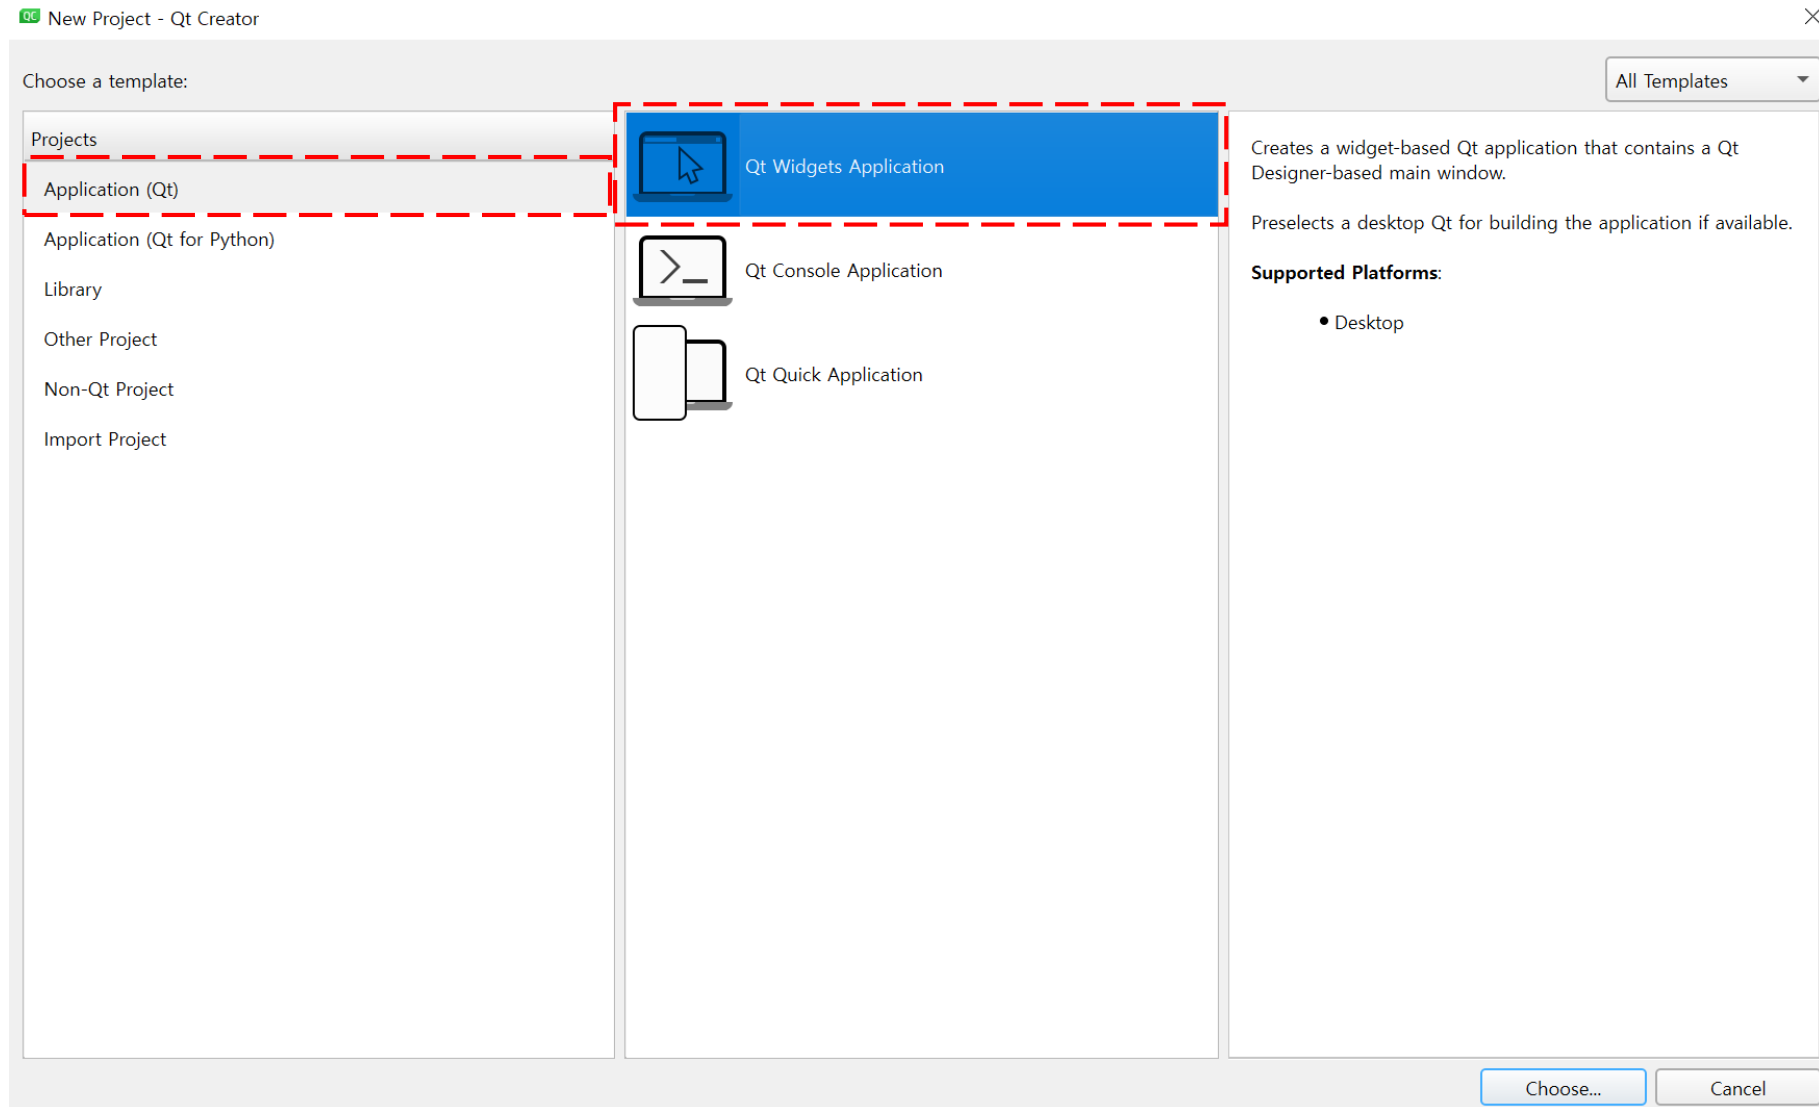 QC New Project - Qt Creator
Choose a template:
All Templates
Projects
Application (Qt)
Application (Qt for Python)
Library
Other Project
Non-Qt Project
Import Project
Qt Widgets Application
Qt Console Application
Qt Quick Application
Creates a widget-based Qt application that contains a Qt
Designer-based main window.
Preselects a desktop Qt for building the application if available.
Supported Platforms:
• Desktop
Choose...
Cancel